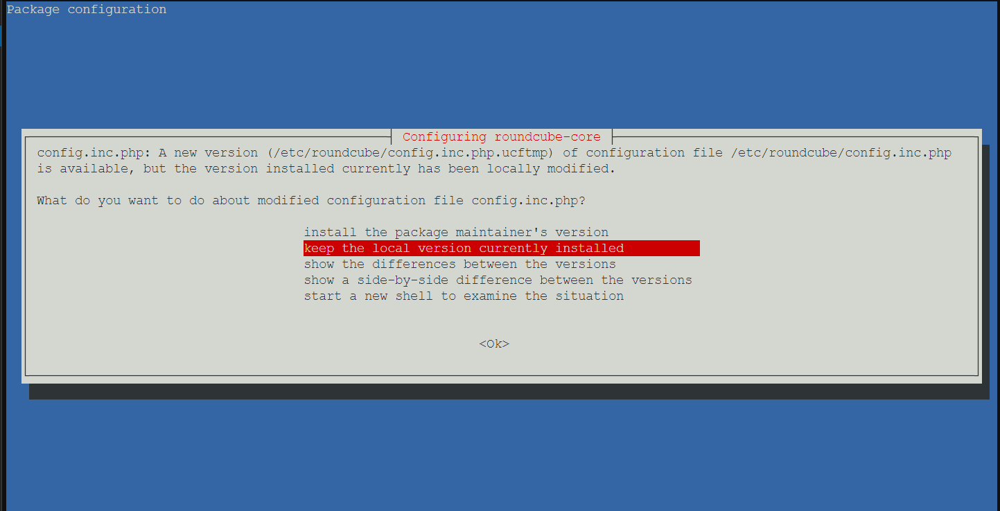 Package configuration
Configuring roundcube-core
config.inc.php: A new version (/etc/roundcube/config.inc.php.ucftmp) of configuration file /etc/roundcube/config.inc.php
is available, but the version installed currently has been locally modified.
What do you want to do about modified configuration file config.inc.php?
install the package maintainer's version
keep the local version currently installed
show the differences between the versions
show a side-by-side difference between the versions
start a new shell to examine the situation
<Ok>